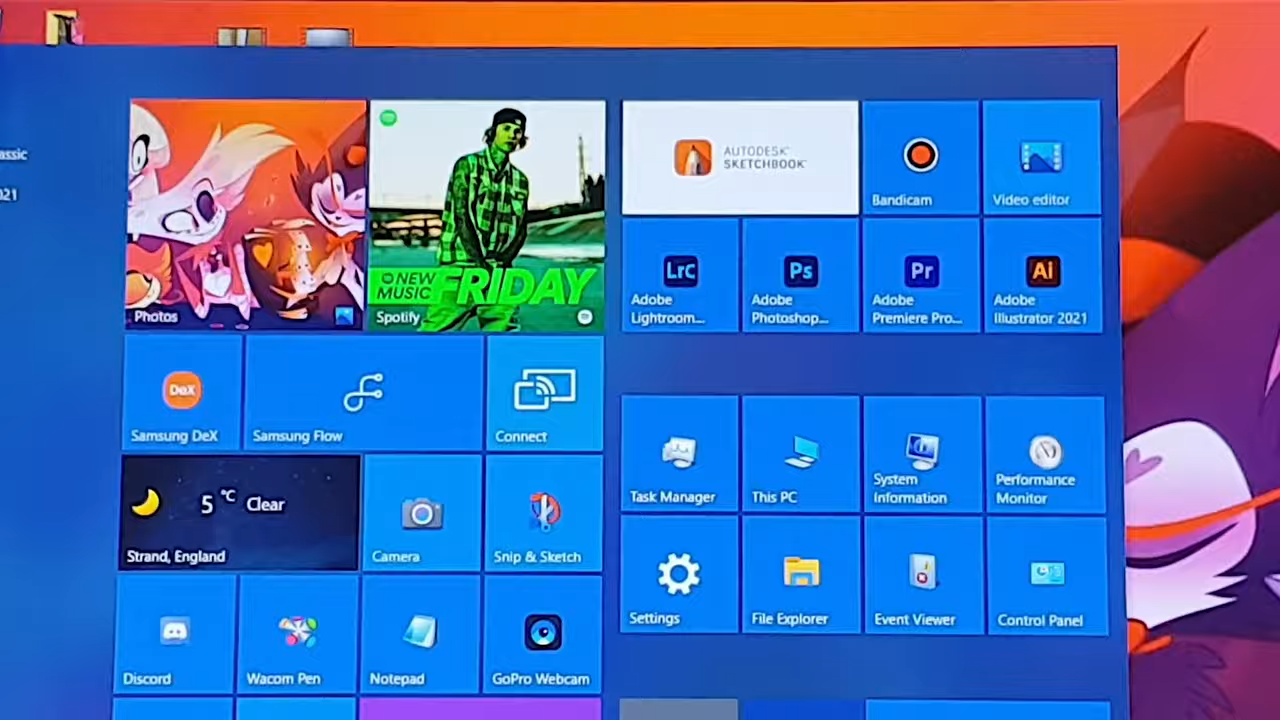 assic
021
Photos
NEW
MUSIC
FRIDAY
Spotify
AUTODESK
SKETCHBOOK
Bandicam
Video editor
LrC
Adobe
Lightroom...
Ps
Adobe
Photoshop...
Pr
Adobe
Premiere Pro...
Ai
Adobe
Illustrator 2021
DeX
Samsung DeX
Samsung Flow
Connect
5 °C Clear
Strand, England
Camera
Snip & Sketch
Task Manager
This PC
System
Information
Performance
Monitor
Settings
File Explorer
Event Viewer
Control Panel
Discord
Wacom Pen
Notepad
GoPro Webcam